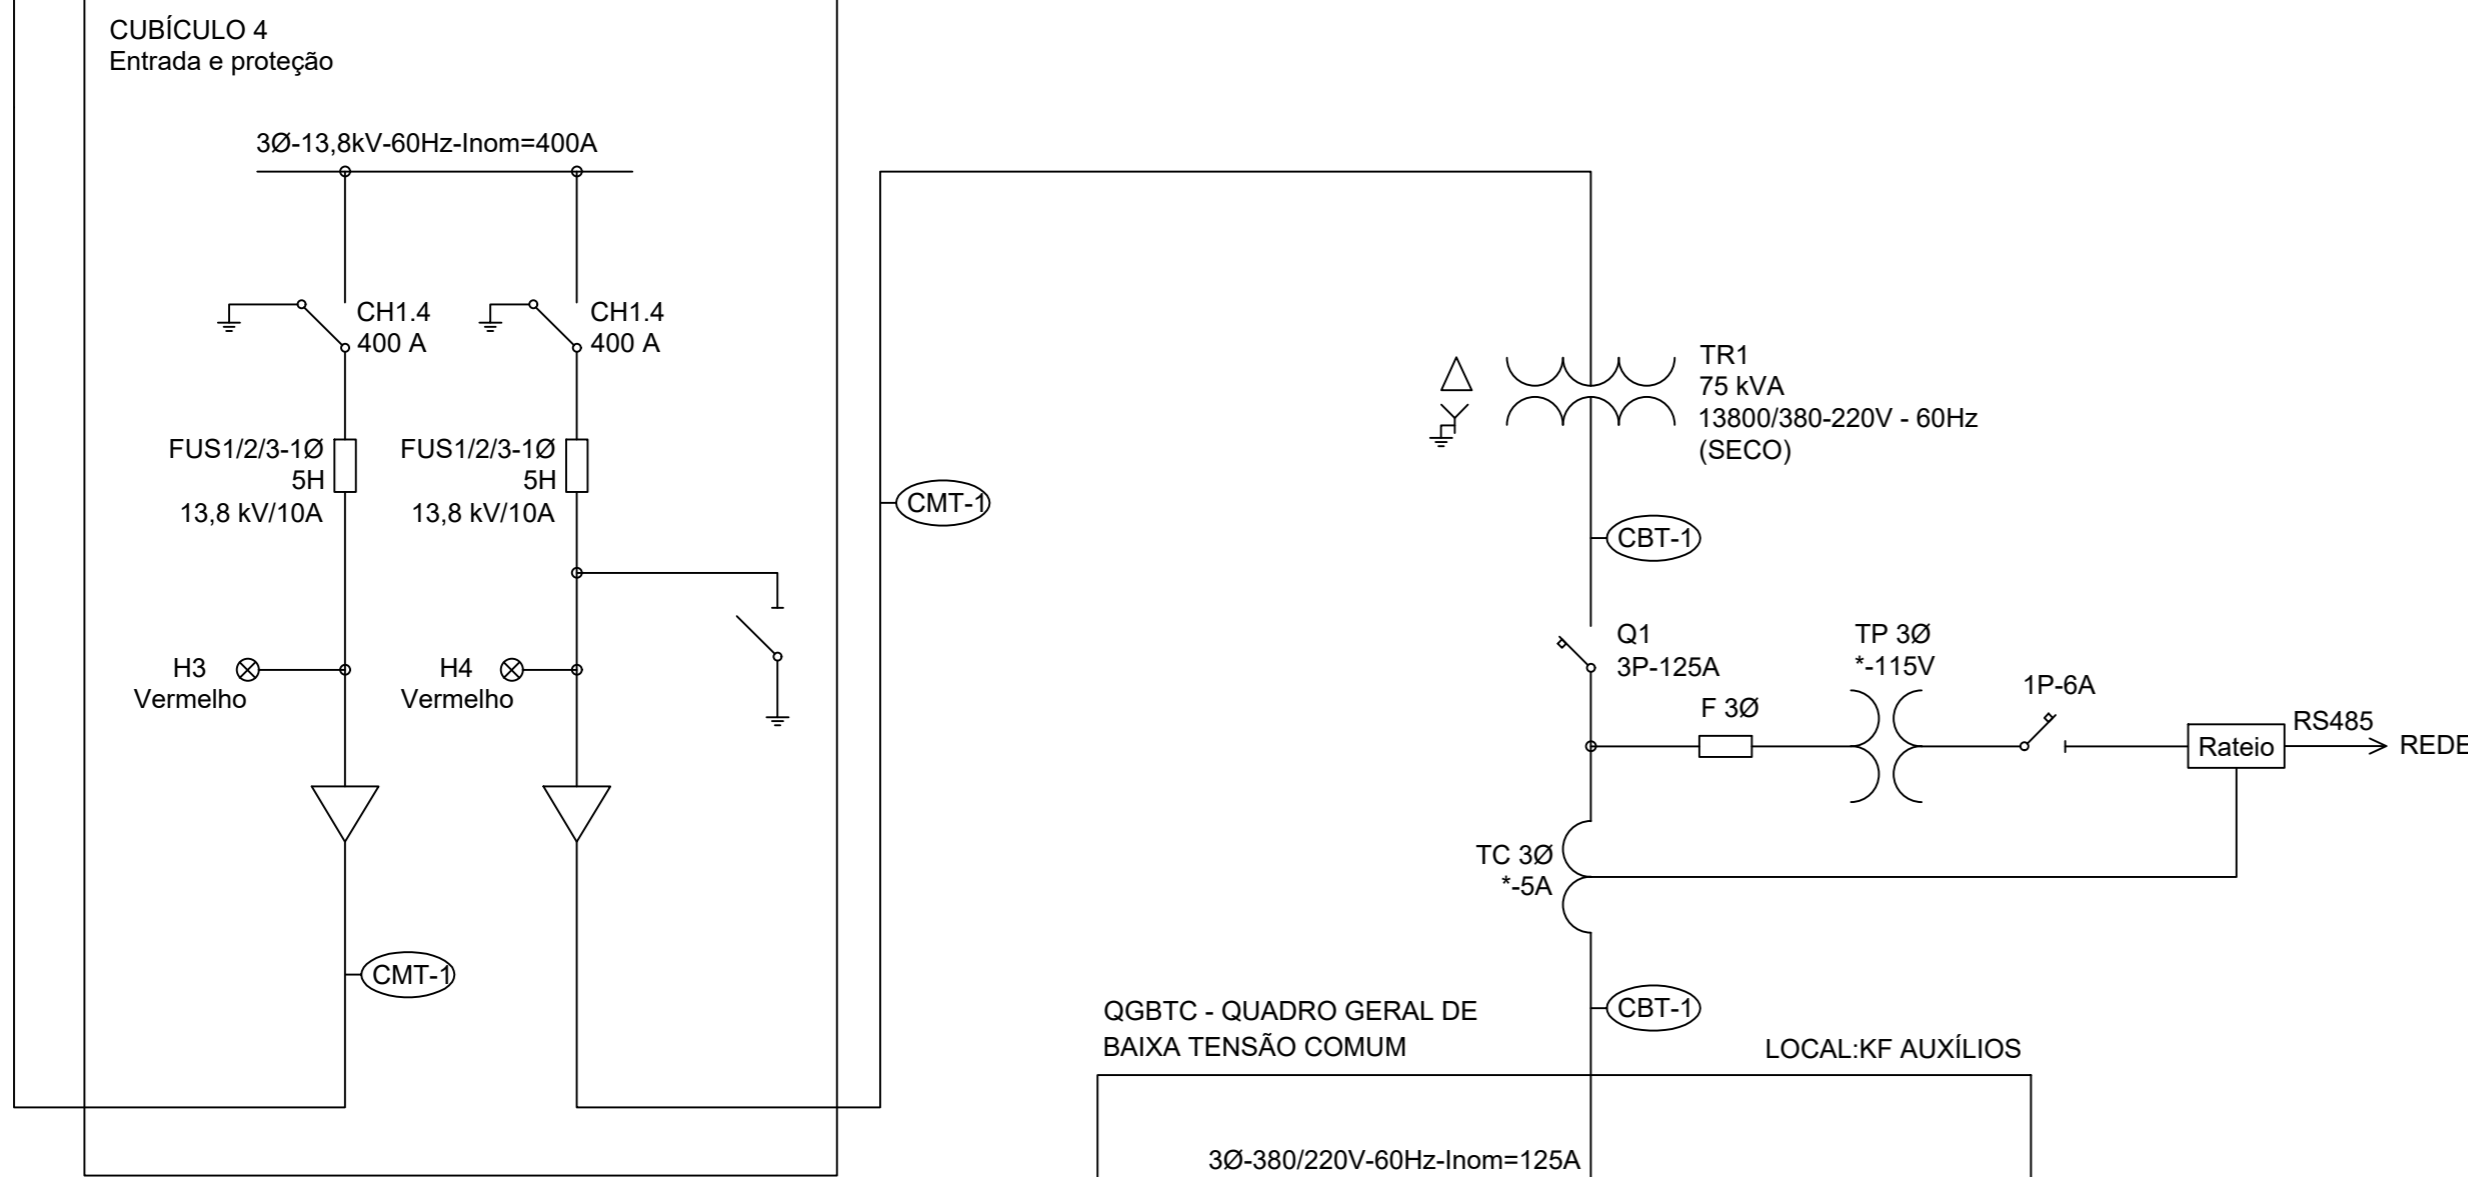 CUBÍCULO 4
Entrada e proteção
3Ø-13,8kV-60Hz-Inom=400A
CH1.4
400 A
CH1.4
400 A
FUS1/2/3-1Ø
5H
13,8 kV/10A
FUS1/2/3-1Ø
5H
13,8 kV/10A
H3
Vermelho
H4
Vermelho
CMT-1
CMT-1
TR1
75 kVA
13800/380-220V - 60Hz
(SECO)
CBT-1
Q1
3P-125A
TP 3Ø
*-115V
F 3Ø
1P-6A
Rateio
RS485
REDE
TC 3Ø
*-5A
CBT-1
QGBTC - QUADRO GERAL DE
BAIXA TENSÃO COMUM
LOCAL:KF AUXÍLIOS
3Ø-380/220V-60Hz-Inom=125A